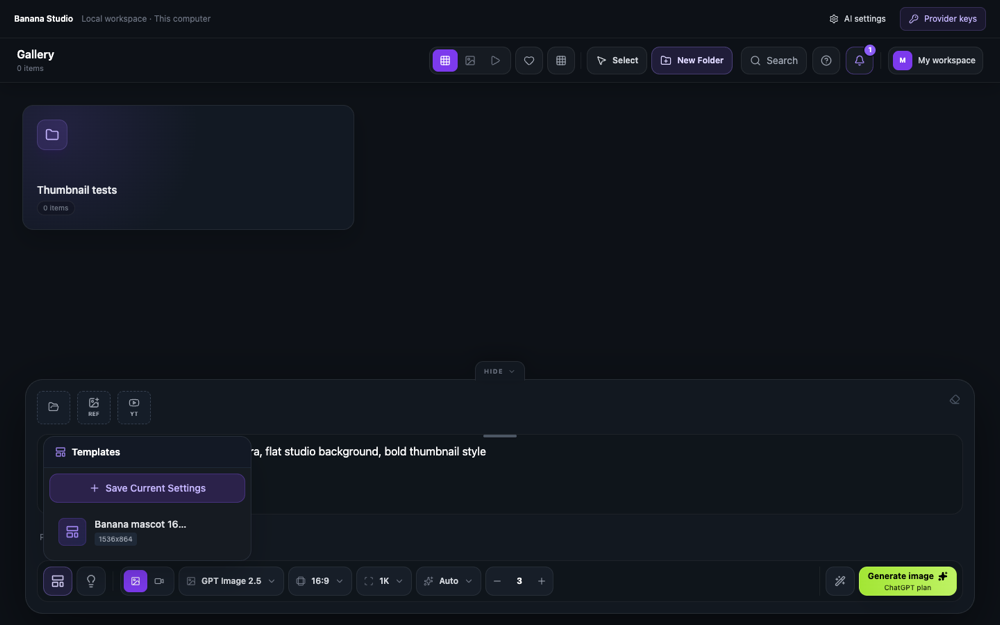 Banana Studio Local workspace · This computer
AI settings
Provider keys
Gallery
0 items
Select
New Folder
Search
1
M
My workspace
Thumbnail tests
0 items
HIDE
REF
YT
Templates
flat studio background, bold thumbnail style
Save Current Settings
Banana mascot 16...
1536x864
GPT Image 2.5
16:9
1K
Auto
3
Generate image
ChatGPT plan